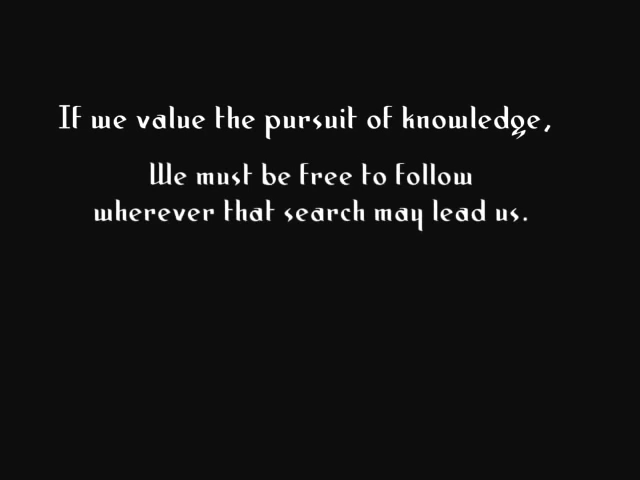 If we value the pursuit of knowledge,
We must be free to follow
wherever that search may lead us.